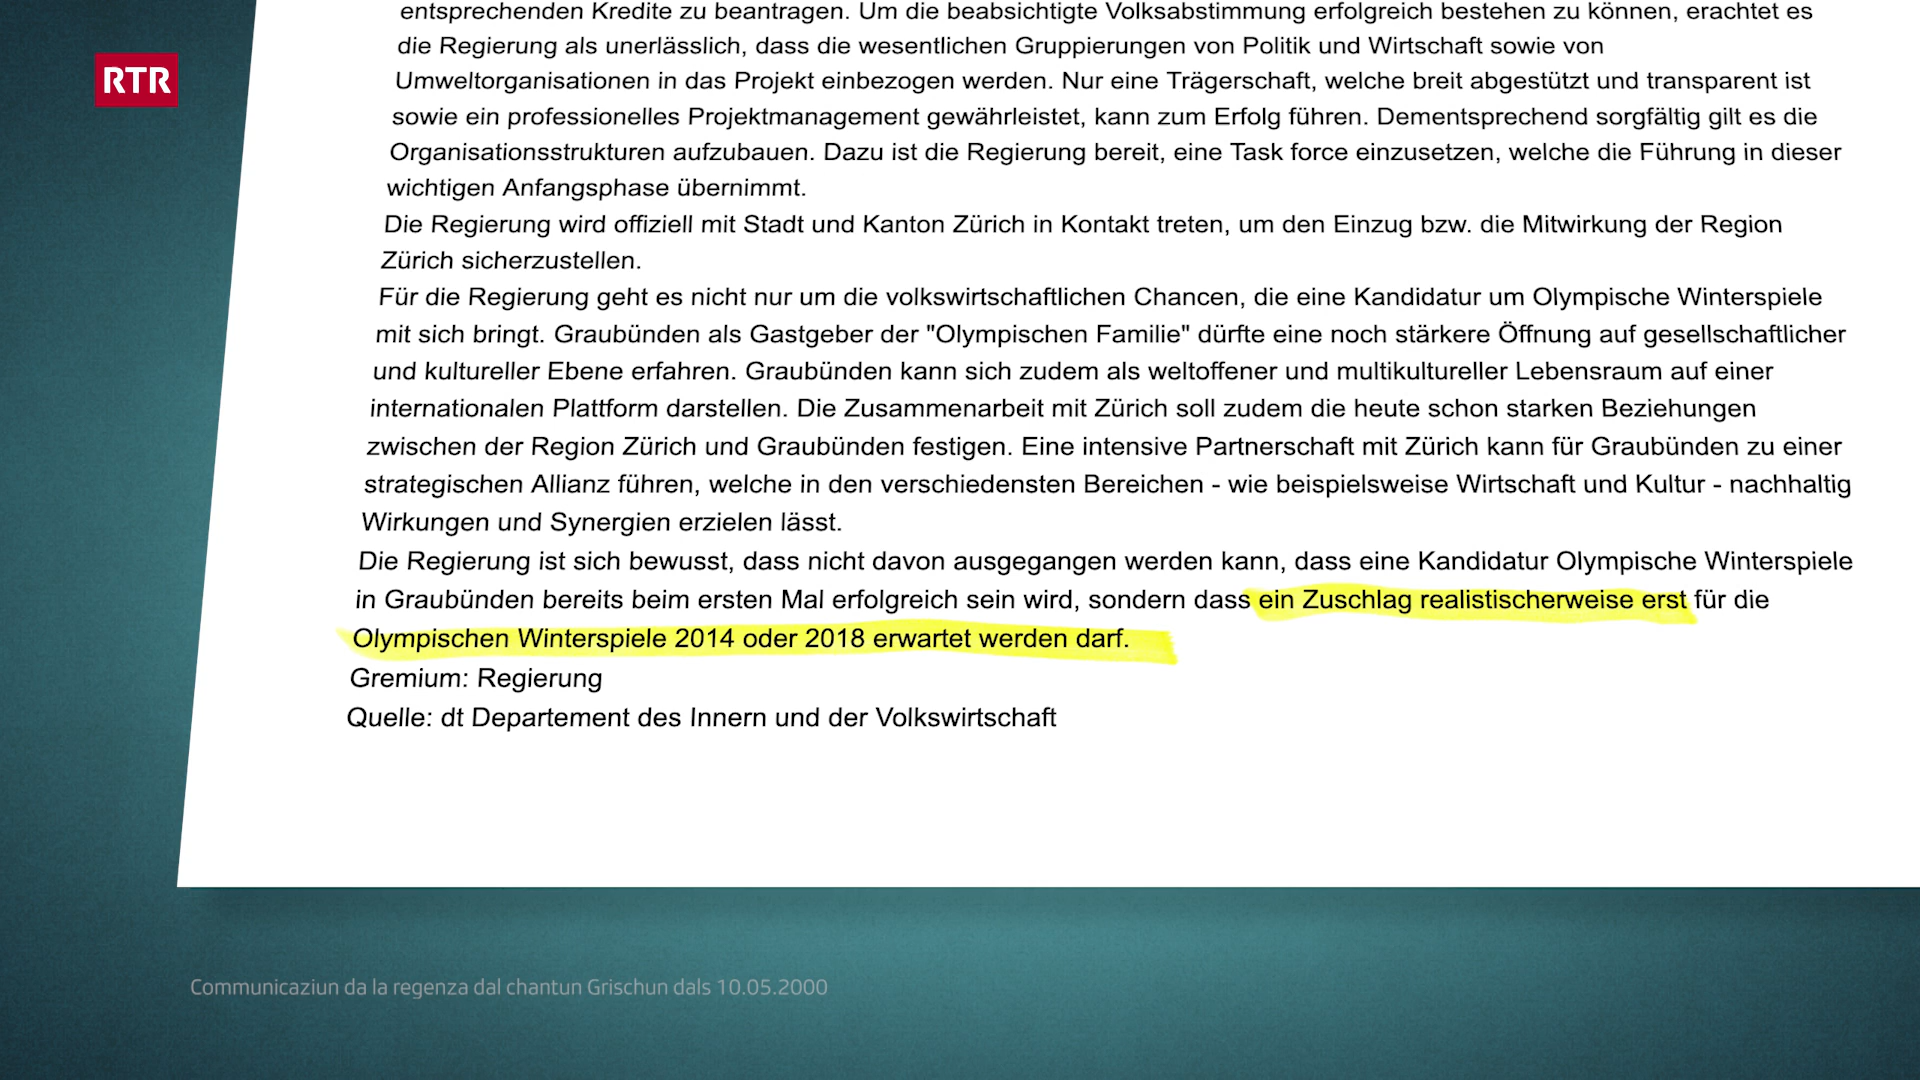 entsprechenden Kredite zu beantragen. Um die beabsichtigte Volksabstimmung erfolgreich bestehen zu können, erachtet es
die Regierung als unerlässlich, dass die wesentlichen Gruppierungen von Politik und Wirtschaft sowie von
RTR
Umweltorganisationen in das Projekt einbezogen werden. Nur eine Trägerschaft, welche breit abgestützt und transparent ist
sowie ein professionelles Projektmanagement gewährleistet, kann zum Erfolg führen. Dementsprechend sorgfältig gilt es die
Organisationsstrukturen aufzubauen. Dazu ist die Regierung bereit, eine Task force einzusetzen, welche die Führung in dieser
wichtigen Anfangsphase übernimmt.
Die Regierung wird offiziell mit Stadt und Kanton Zürich in Kontakt treten, um den Einzug bzw. die Mitwirkung der Region
Zürich sicherzustellen.
Für die Regierung geht es nicht nur um die volkswirtschaftlichen Chancen, die eine Kandidatur um Olympische Winterspiele
mit sich bringt. Graubünden als Gastgeber der "Olympischen Familie" dürfte eine noch stärkere Öffnung auf gesellschaftlicher
und kultureller Ebene erfahren. Graubünden kann sich zudem als weltoffener und multikultureller Lebensraum auf einer
internationalen Plattform darstellen. Die Zusammenarbeit mit Zürich soll zudem die heute schon starken Beziehungen
zwischen der Region Zürich und Graubünden festigen. Eine intensive Partnerschaft mit Zürich kann für Graubünden zu einer
strategischen Allianz führen, welche in den verschiedensten Bereichen - wie beispielsweise Wirtschaft und Kultur - nachhaltig
Wirkungen und Synergien erzielen lässt.
Die Regierung ist sich bewusst, dass nicht davon ausgegangen werden kann, dass eine Kandidatur Olympische Winterspiele
in Graubünden bereits beim ersten Mal erfolgreich sein wird, sondern dass ein Zuschlag realistischerweise erst für die
Olympischen Winterspiele 2014 oder 2018 erwartet werden darf.
Gremium: Regierung
Quelle: dt Departement des Innern und der Volkswirtschaft
Communicaziun da la regenza dal chantun Grischun dals 10.05.2000